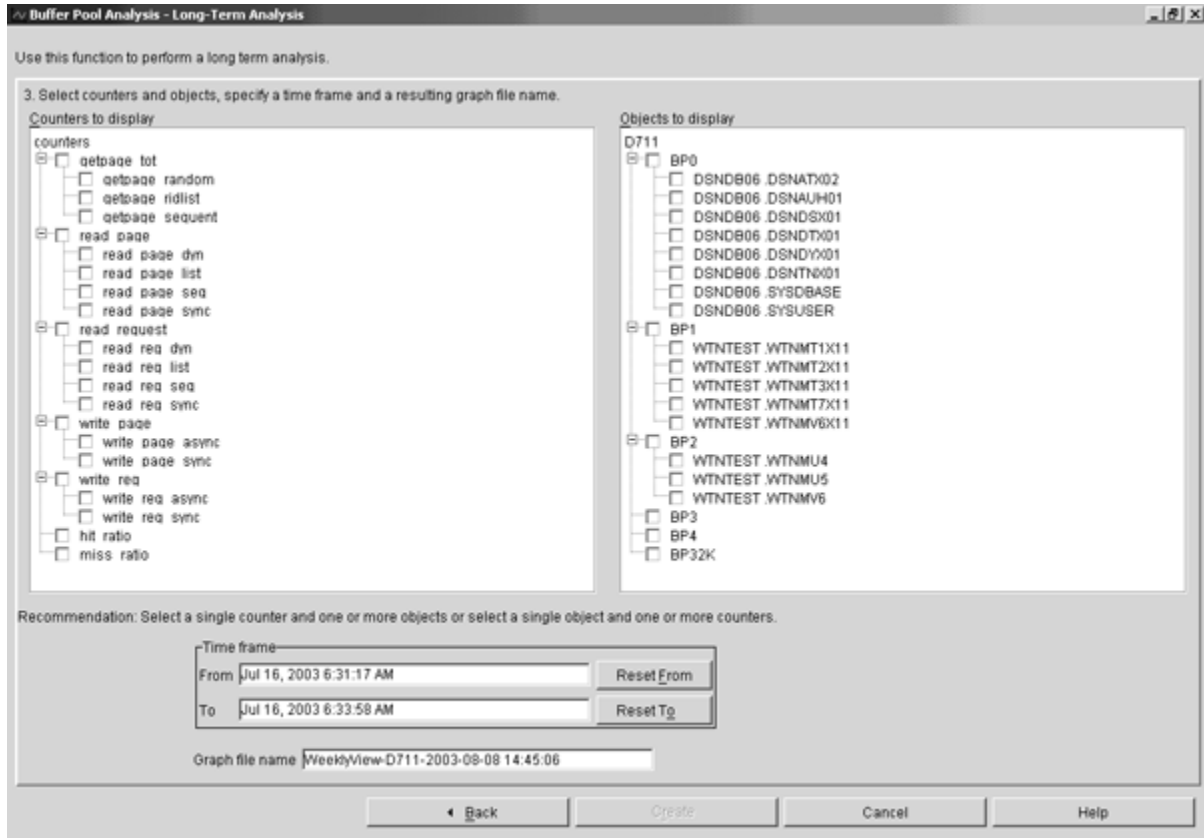 Buffer Pool Analysis - Long-Term Analysis
Use this function to perform a long term analysis.
3. Select counters and objects, specify a time frame and a resulting graph file name.
Counters to display
counters
getpage tot
getpage random
getpage ridlist
getpage sequent
read page
read page dyn
read page list
read page seq
read page sync
read request
read req dyn
read req list
read req seq
read req sync
write page
write page async
write page sync
write req
write req async
write req sync
hit ratio
miss ratio
Objects to display
D711
BP0
DSNDB06 .DSNATX02
DSNDB06 .DSNAUH01
DSNDB06 .DSNDSX01
DSNDB06 .DSNDTX01
DSNDB06 .DSNDYX01
DSNDB06 .DSNTNX01
DSNDB06 .SYSDBASE
DSNDB06 .SYSUSER
BP1
WTNTEST .WTNMT1X11
WTNTEST .WTNMT2X11
WTNTEST .WTNMT3X11
WTNTEST .WTNMT7X11
WTNTEST .WTNMV6X11
BP2
WTNTEST .WTNMU4
WTNTEST .WTNMU5
WTNTEST .WTNMV6
BP3
BP4
BP32K
Recommendation: Select a single counter and one or more objects or select a single object and one or more counters.
Time frame
From Jul 16, 2003 6:31:17 AM Reset From
To Jul 16, 2003 6:33:58 AM Reset To
Graph file name WeeklyView-D711-2003-08-08 14:45:06
Back Create Cancel Help